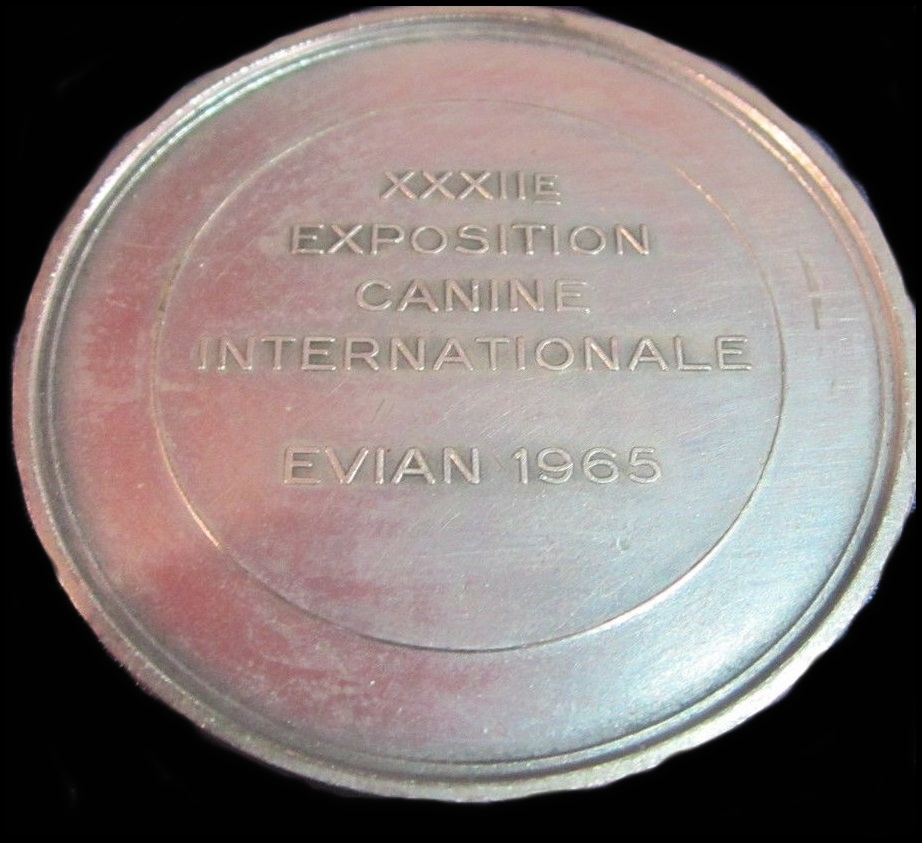 XXXIIE
EXPOSITION
CANINE
INTERNATIONALE
EVIAN 1965